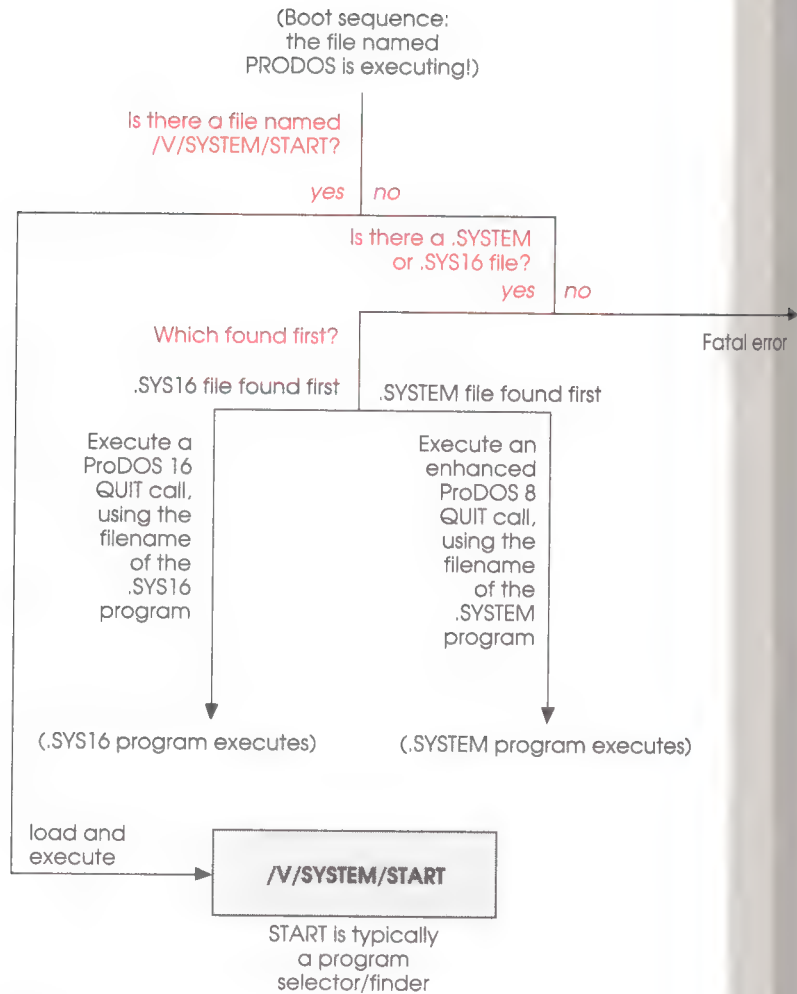 (Boot sequence:
the file named
PRODOS is executing!)
Is there a file named
/V/SYSTEM/START?
yes no
Is there a .SYSTEM
or .SYS16 file?
yes no
Which found first?
Fatal error
.SYS16 file found first
.SYSTEM file found first
Execute a
ProDOS 16
QUIT call,
using the
filename
of the
.SYS16
program
Execute an
enhanced
ProDOS 8
QUIT call,
using the
filename
of the
.SYSTEM
program
(.SYS16 program executes)
(.SYSTEM program executes)
load and
execute
/V/SYSTEM/START
START is typically
a program
selector/finder